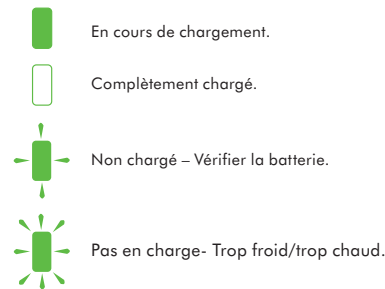 En cours de chargement.
Complètement chargé.
Non chargé – Vérifier la batterie.
Pas en charge- Trop froid/trop chaud.